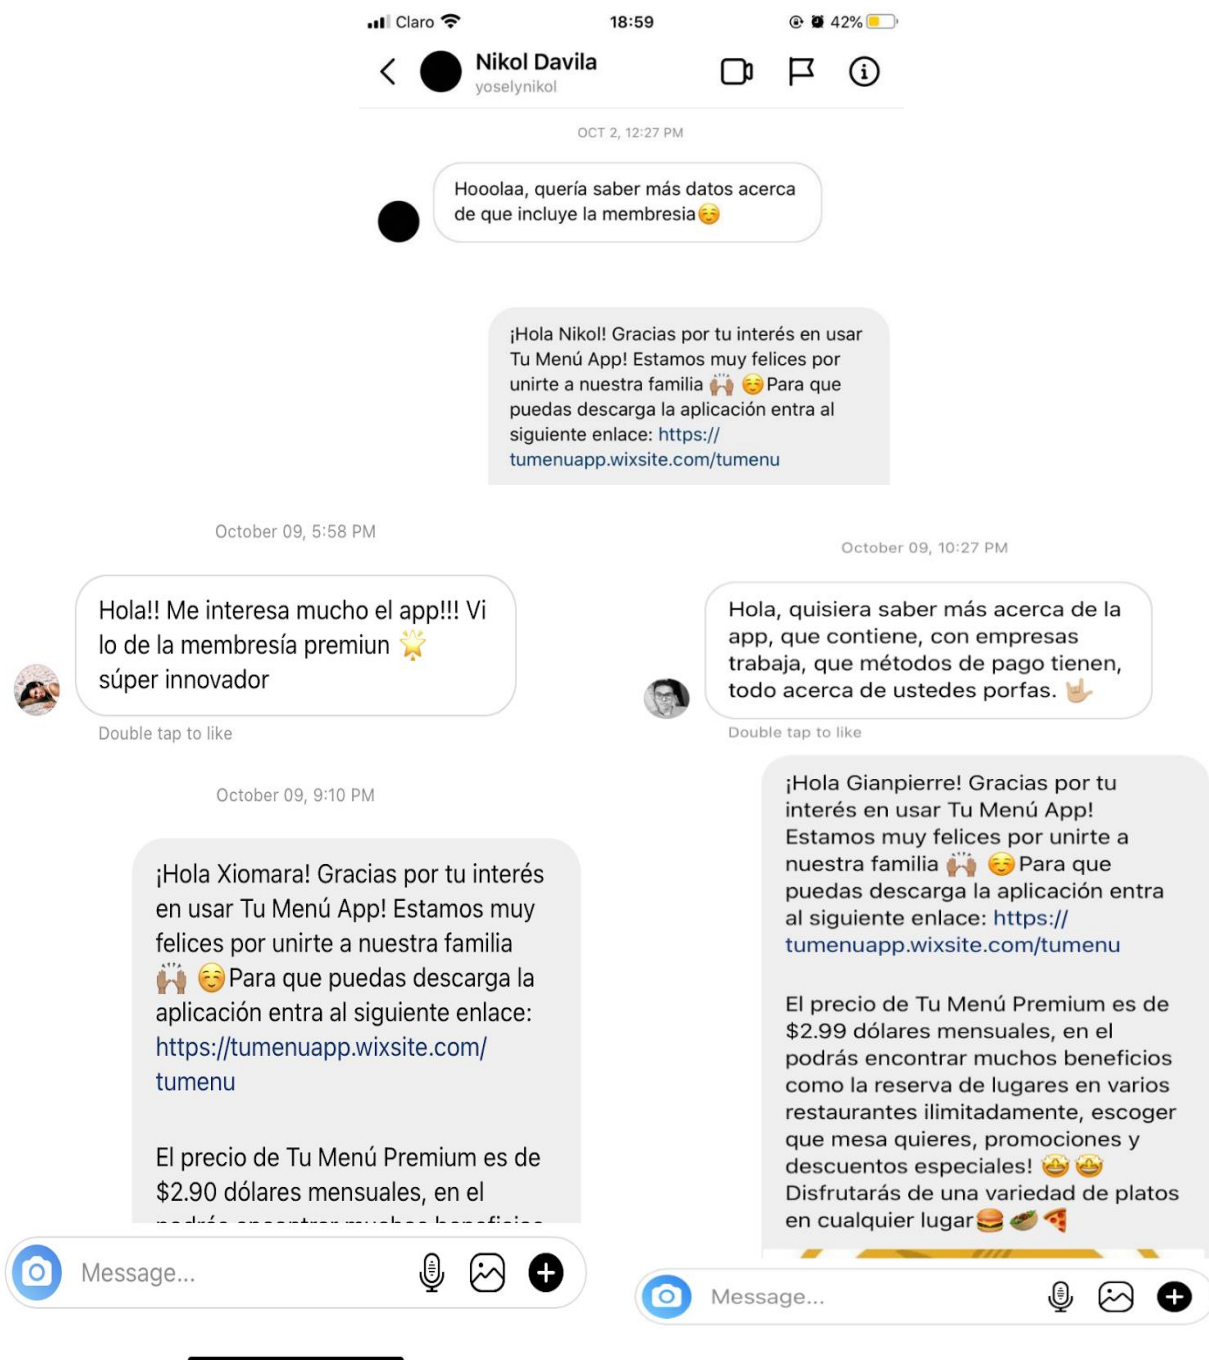 Claro 18:59 42%
Nikol Davila
yoselynikol
OCT 2, 12:27 PM
Hooolaa, quería saber más datos acerca
de que incluye la membresia☺️
¡Hola Nikol! Gracias por tu interés en usar
Tu Menú App! Estamos muy felices por
unirte a nuestra familia 🙌🏽 ☺️Para que
puedas descarga la aplicación entra al
siguiente enlace: https://
tumenuapp.wixsite.com/tumenu
October 09, 5:58 PM
Hola!! Me interesa mucho el app!!! Vi
lo de la membresía premiun 🌟
súper innovador
Double tap to like
October 09, 9:10 PM
¡Hola Xiomara! Gracias por tu interés
en usar Tu Menú App! Estamos muy
felices por unirte a nuestra familia
🙌🏽 ☺️Para que puedas descarga la
aplicación entra al siguiente enlace:
https://tumenuapp.wixsite.com/
tumenu
El precio de Tu Menú Premium es de
$2.90 dólares mensuales, en el
podrás encontrar muchos beneficios
Message...
October 09, 10:27 PM
Hola, quisiera saber más acerca de la
app, que contiene, con empresas
trabaja, que métodos de pago tienen,
todo acerca de ustedes porfas. 🤟🏼
Double tap to like
¡Hola Gianpierre! Gracias por tu
interés en usar Tu Menú App!
Estamos muy felices por unirte a
nuestra familia 🙌🏽 ☺️Para que
puedas descarga la aplicación entra
al siguiente enlace: https://
tumenuapp.wixsite.com/tumenu
El precio de Tu Menú Premium es de
$2.99 dólares mensuales, en el
podrás encontrar muchos beneficios
como la reserva de lugares en varios
restaurantes ilimitadamente, escoger
que mesa quieres, promociones y
descuentos especiales! 🤩 🤩
Disfrutarás de una variedad de platos
en cualquier lugar🍔 🥙 🍕
Message...